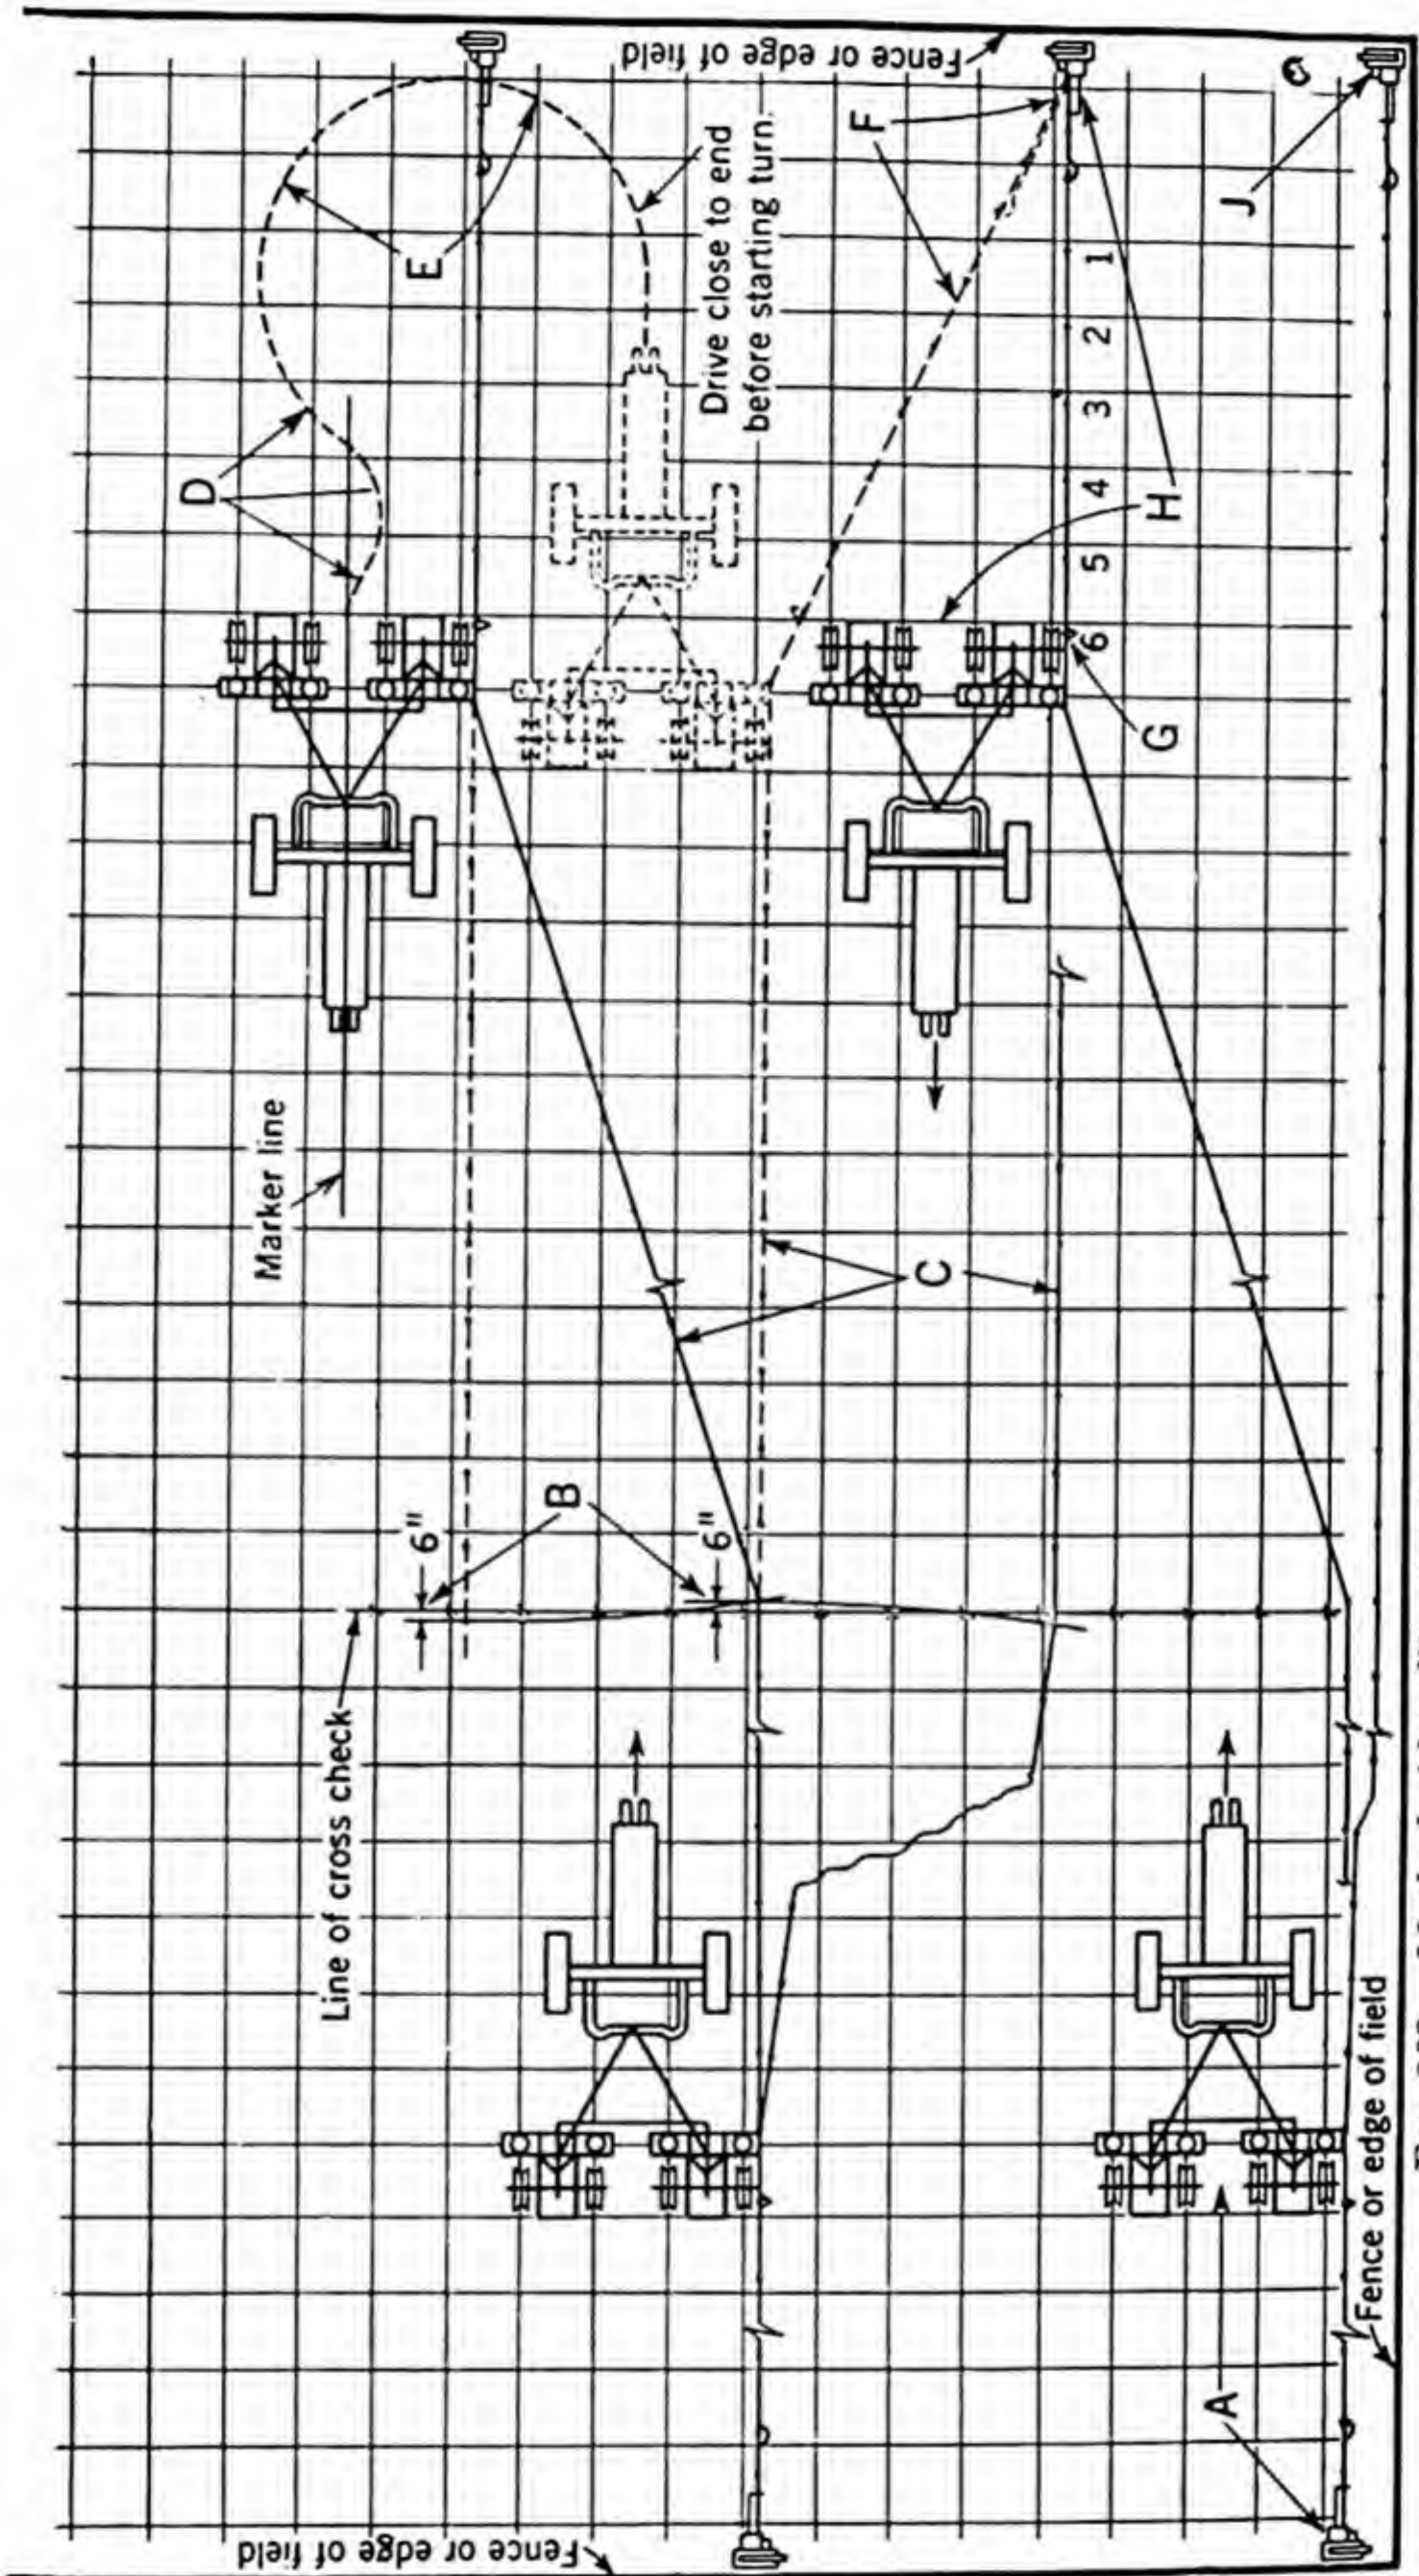 Fence or edge of field
E
Drive close to end
before starting turn.
F
J
D
1
2
3
4
5
6
H
G
Marker line
C
B
6"
6"
Line of cross check
A
Fence or edge of field
Fence or edge of field